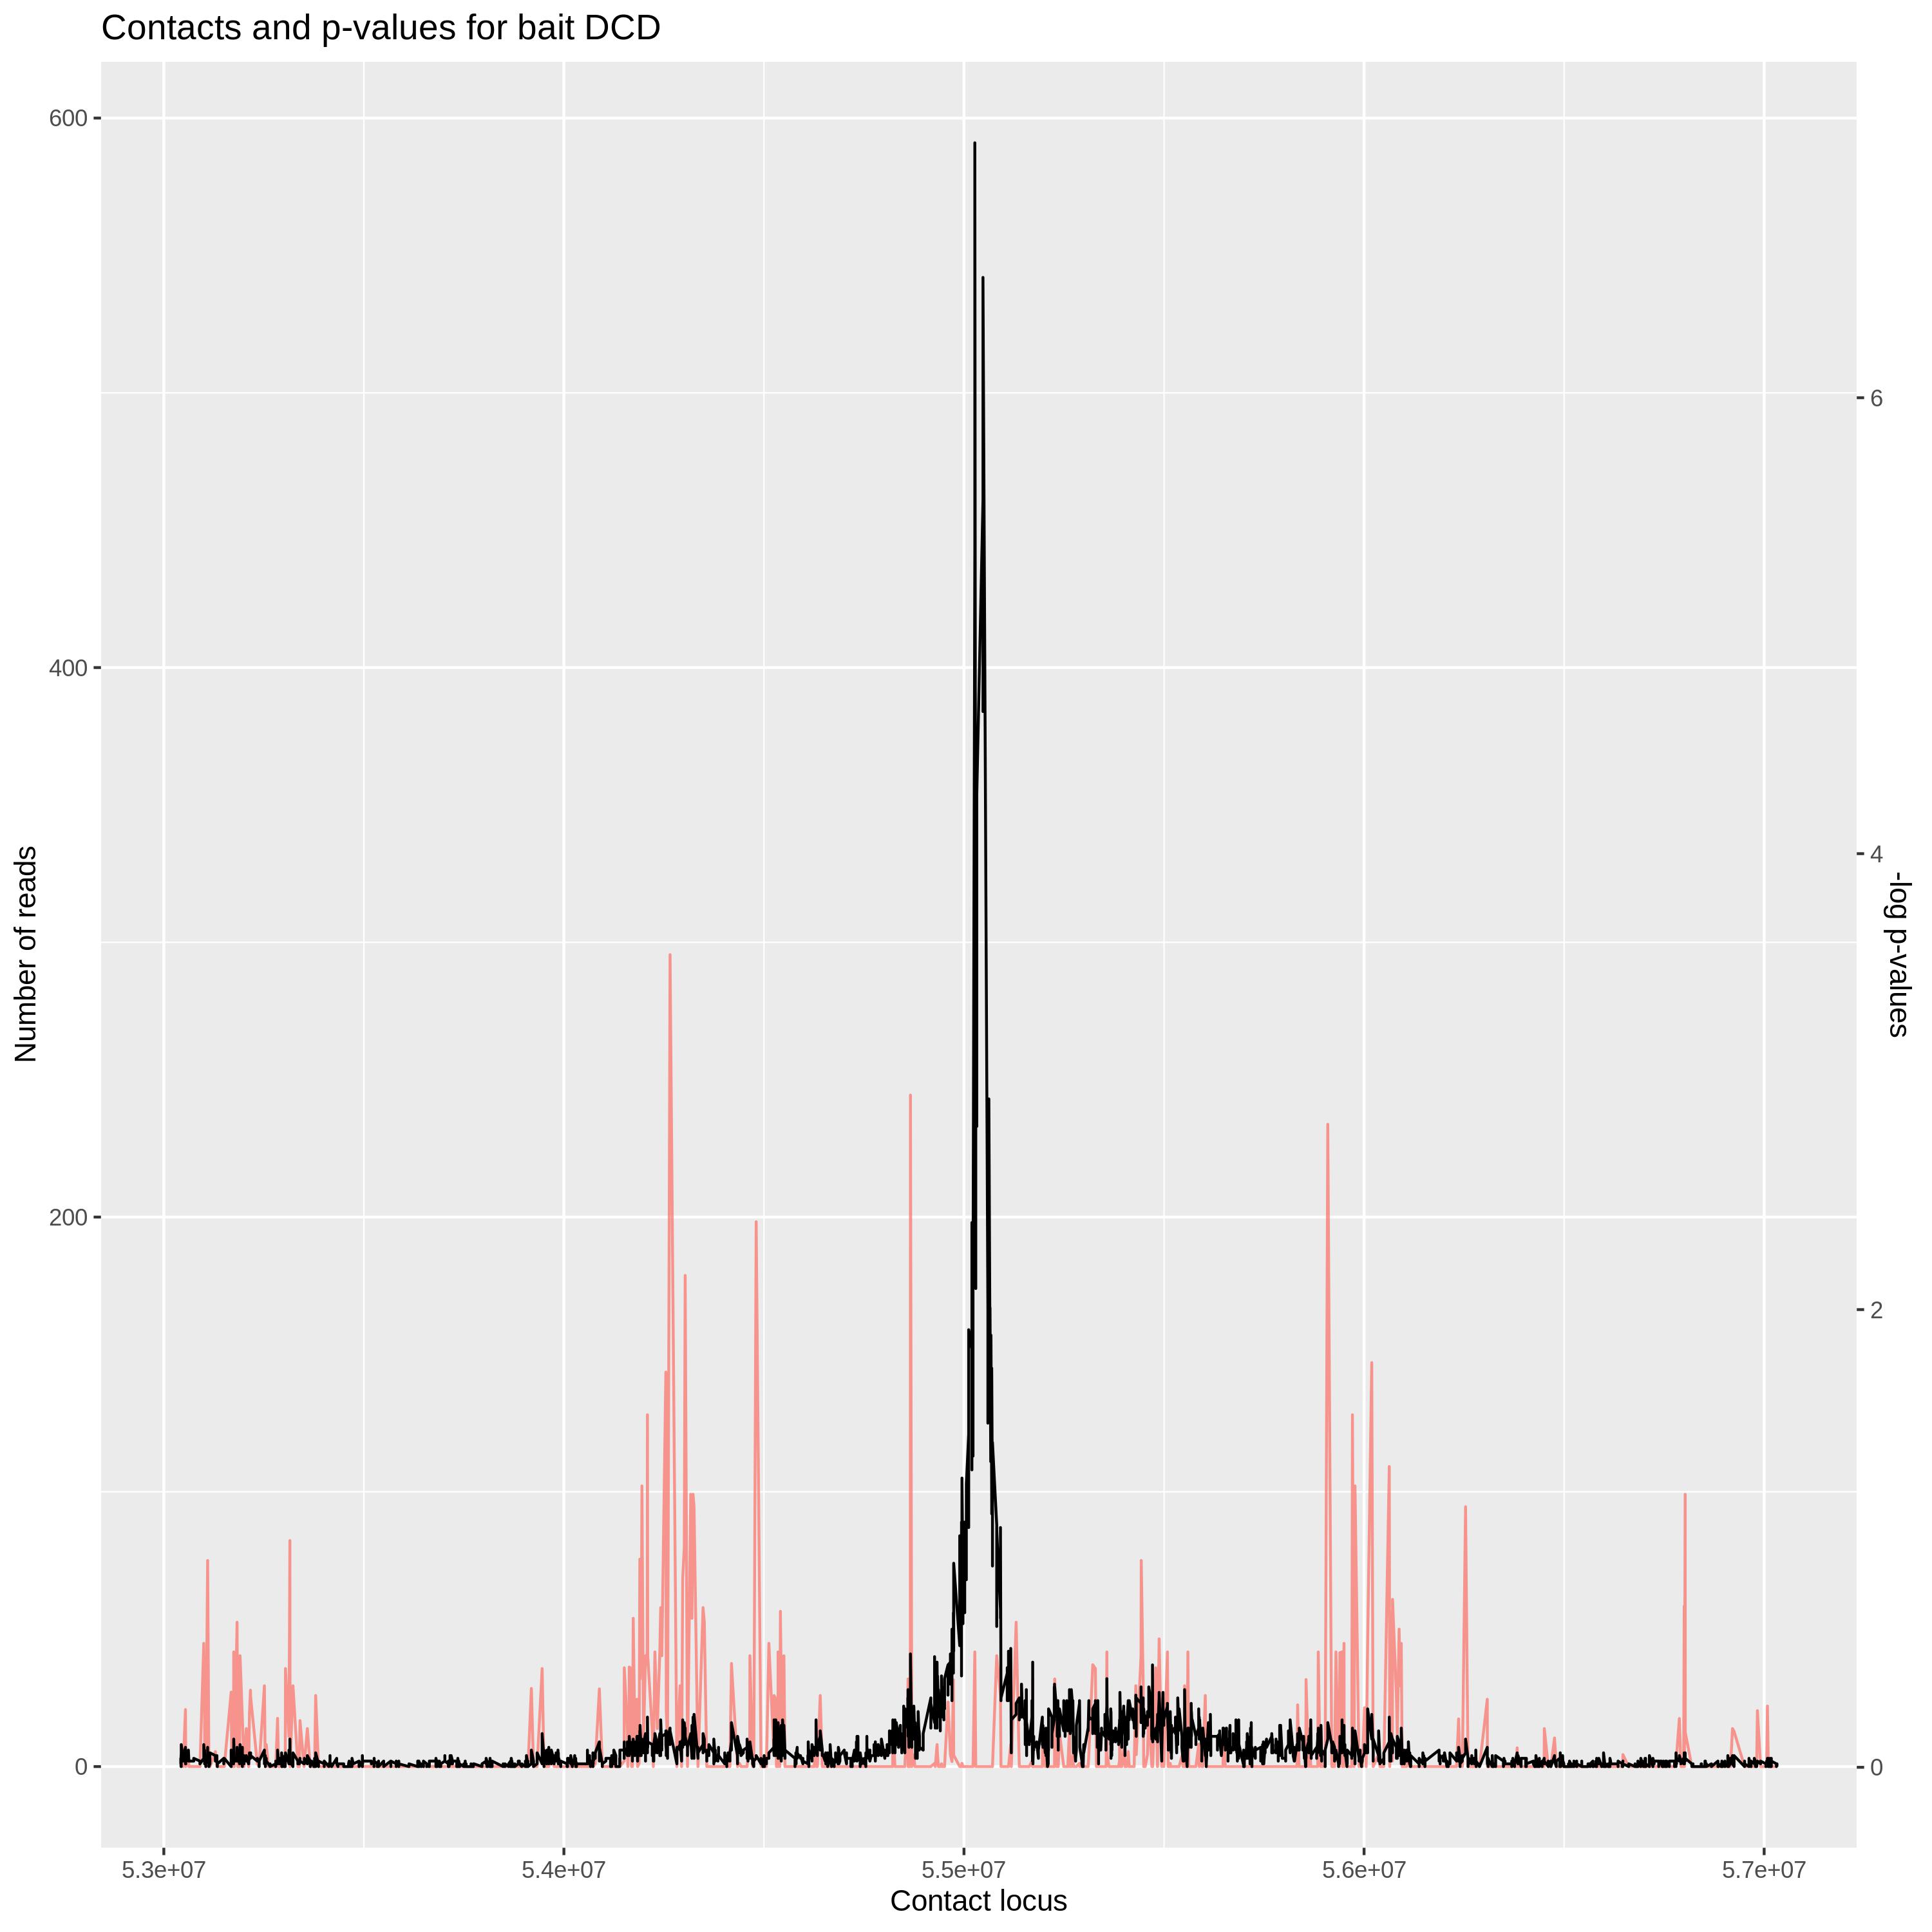 Contacts and p-values for bait DCD
600
400
200
0
Number of reads
6
4
2
0
-log p-values
5.3e+07
5.4e+07
5.5e+07
5.6e+07
5.7e+07
Contact locus